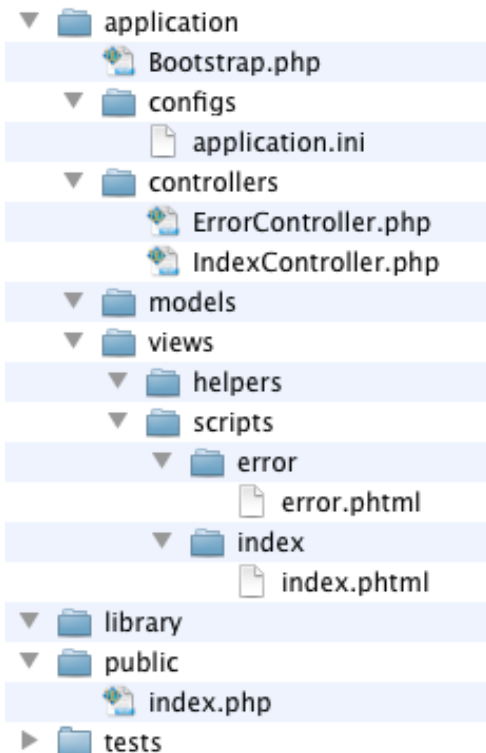 application
Bootstrap.php
configs
application.ini
controllers
ErrorController.php
IndexController.php
models
views
helpers
scripts
error
error.phtml
index
index.phtml
library
public
index.php
tests